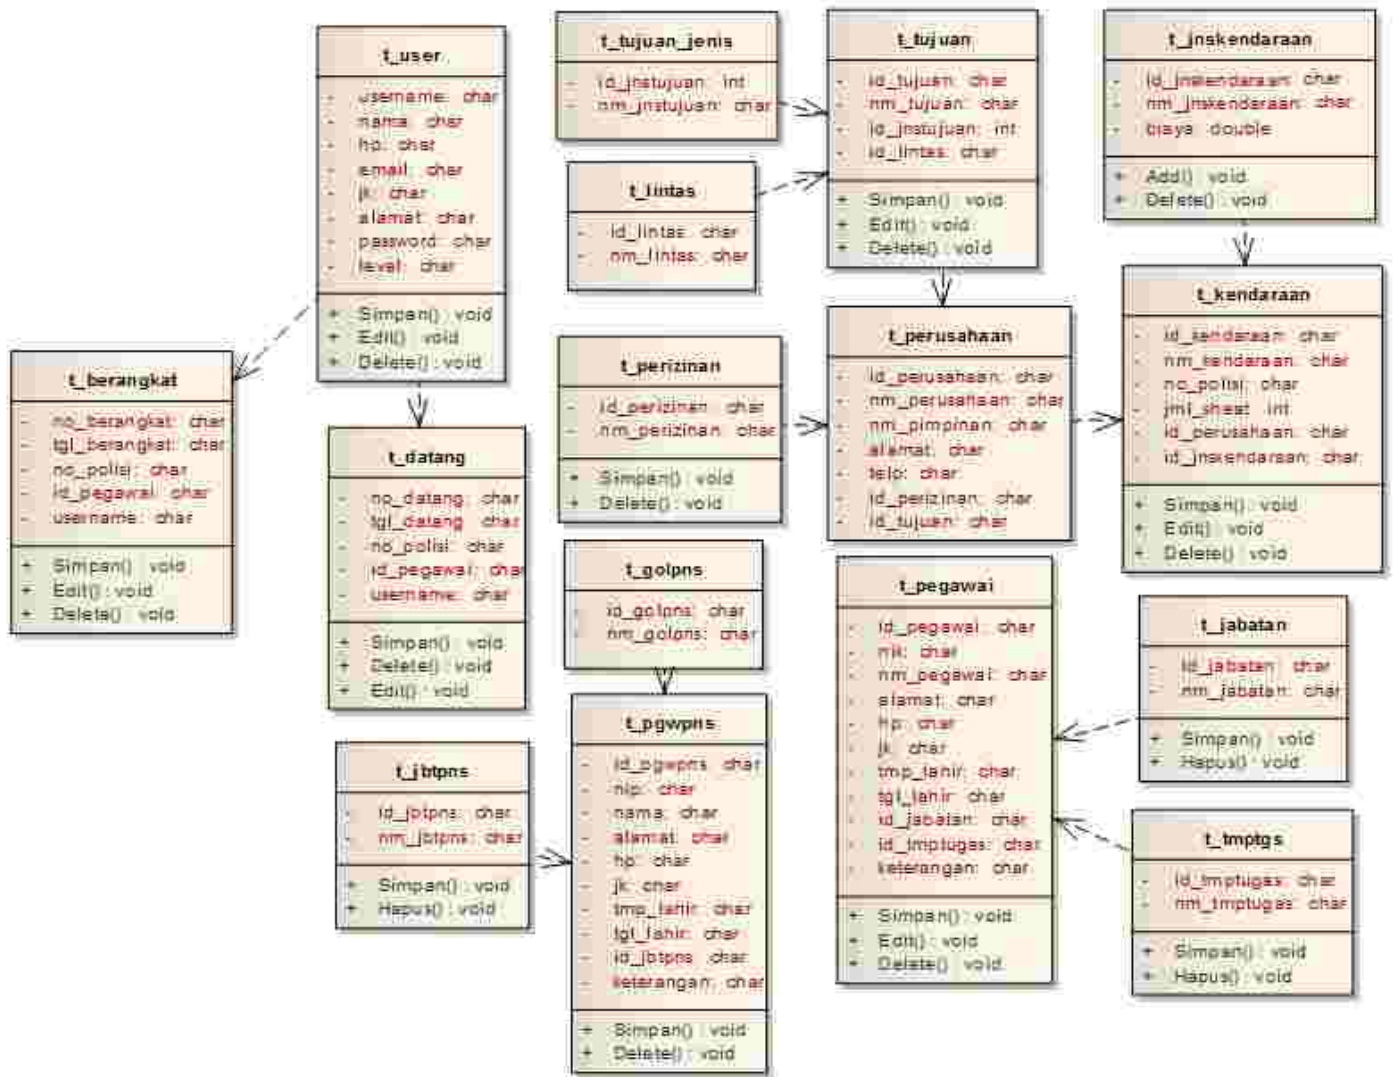 t_user
- username: char
- nama: char
- hp: char
- email: char
- jk: char
- alamat: char
- password: char
- level: char
+ Simpan() : void
+ Edit() : void
+ Delete() : void
t_tujuan_jenis
- id_jnstujuan: int
- nm_jnstujuan: char
t_tujuan
- id_tujuan: char
- nm_tujuan: char
- id_jnstujuan: int
- id_lintas: char
+ Simpan() : void
+ Edit() : void
+ Delete() : void
t_jnskendaraan
- id_jnskendaraan: char
- nm_jnskendaraan: char
- biaya: double
+ Add() : void
+ Delete() : void
t_lintas
- id_lintas: char
- nm_lintas: char
t_berangkat
- no_berangkat: char
- tgl_berangkat: char
- no_polisi: char
- id_pegawai: char
- username: char
+ Simpan() : void
+ Edit() : void
+ Delete() : void
t_datang
- no_datang: char
- tgl_datang: char
- no_polisi: char
- id_pegawai: char
- username: char
+ Simpan() : void
+ Delete() : void
+ Edit() : void
t_perizinan
- id_perizinan: char
- nm_perizinan: char
+ Simpan() : void
+ Delete() : void
t_perusahaan
- id_perusahaan: char
- nm_perusahaan: char
- nm_pimpinan: char
- alamat: char
- telp: char
- id_perizinan: char
- id_tujuan: char
t_kendaraan
- id_kendaraan: char
- nm_kendaraan: char
- no_polisi: char
- jml_sheat: int
- id_perusahaan: char
- id_jnskendaraan: char
+ Simpan() : void
+ Edit() : void
+ Delete() : void
t_golpns
- id_golpns: char
- nm_golpns: char
t_jbtpns
- id_jbtpns: char
- nm_jbtpns: char
+ Simpan() : void
+ Hapus() : void
t_pgwpns
- id_pgwpns: char
- nip: char
- nama: char
- alamat: char
- hp: char
- jk: char
- tmp_lahir: char
- tgl_lahir: char
- id_jbtpns: char
- keterangan: char
+ Simpan() : void
+ Delete() : void
t_pegawai
- id_pegawai: char
- nik: char
- nm_pegawai: char
- alamat: char
- hp: char
- jk: char
- tmp_lahir: char
- tgl_lahir: char
- id_jabatan: char
- id_tmptugas: char
- keterangan: char
+ Simpan() : void
+ Edit() : void
+ Delete() : void
t_jabatan
- id_jabatan: char
- nm_jabatan: char
+ Simpan() : void
+ Hapus() : void
t_tmptgs
- id_tmptugas: char
- nm_tmptugas: char
+ Simpan() : void
+ Hapus() : void